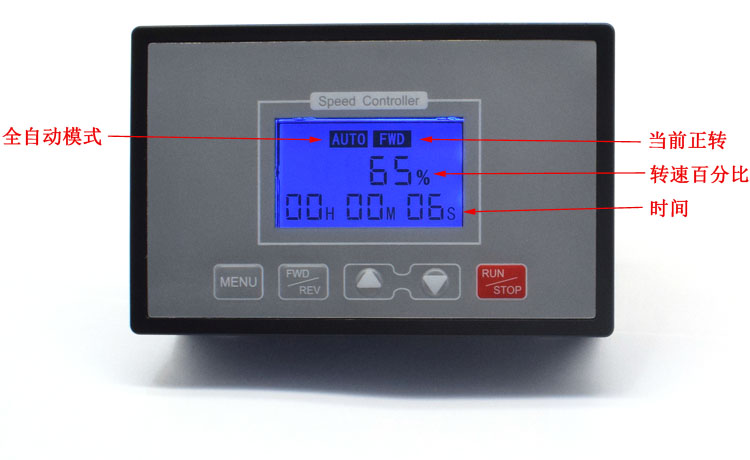 Speed Controller
全自动模式
AUTO FWD
当前正转
65%
转速百分比
00H 00M 06S
时间
MENU
FWD
REV
RUN
STOP